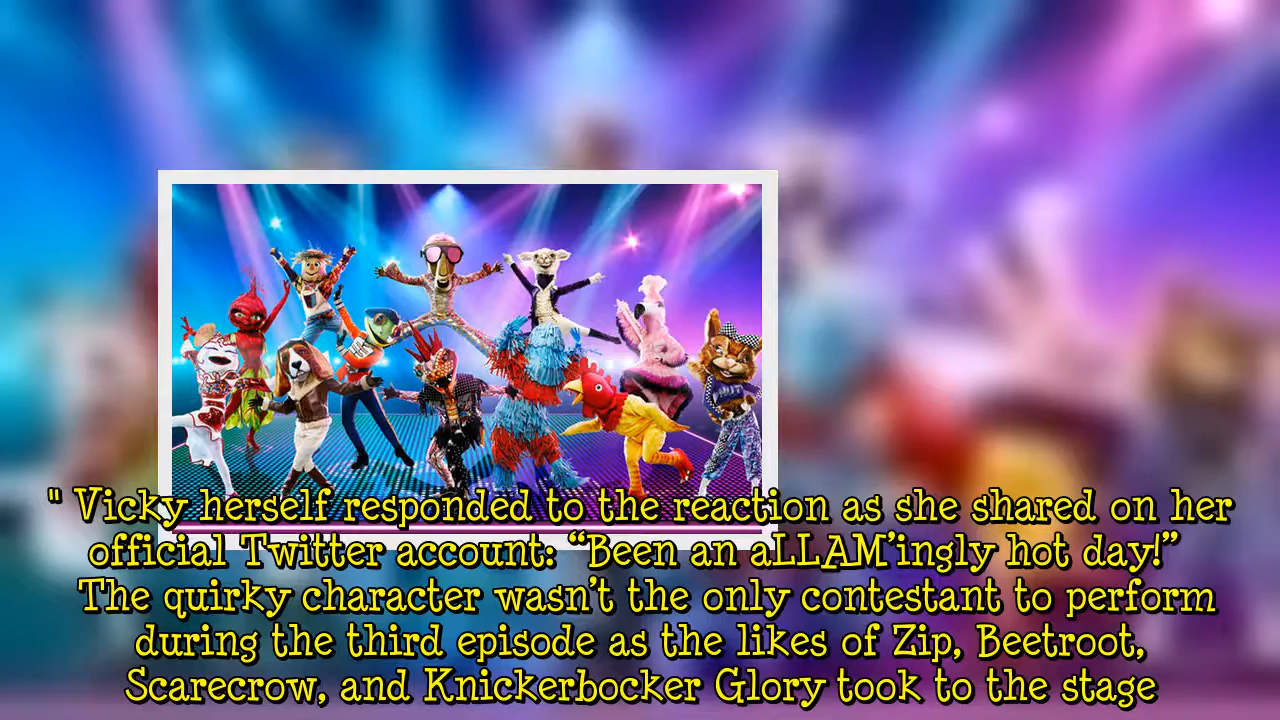 " Vicky herself responded to the reaction as she shared on her
official Twitter account: “Been an aLLAM’ingly hot day!”
The quirky character wasn’t the only contestant to perform
during the third episode as the likes of Zip, Beetroot,
Scarecrow, and Knickerbocker Glory took to the stage